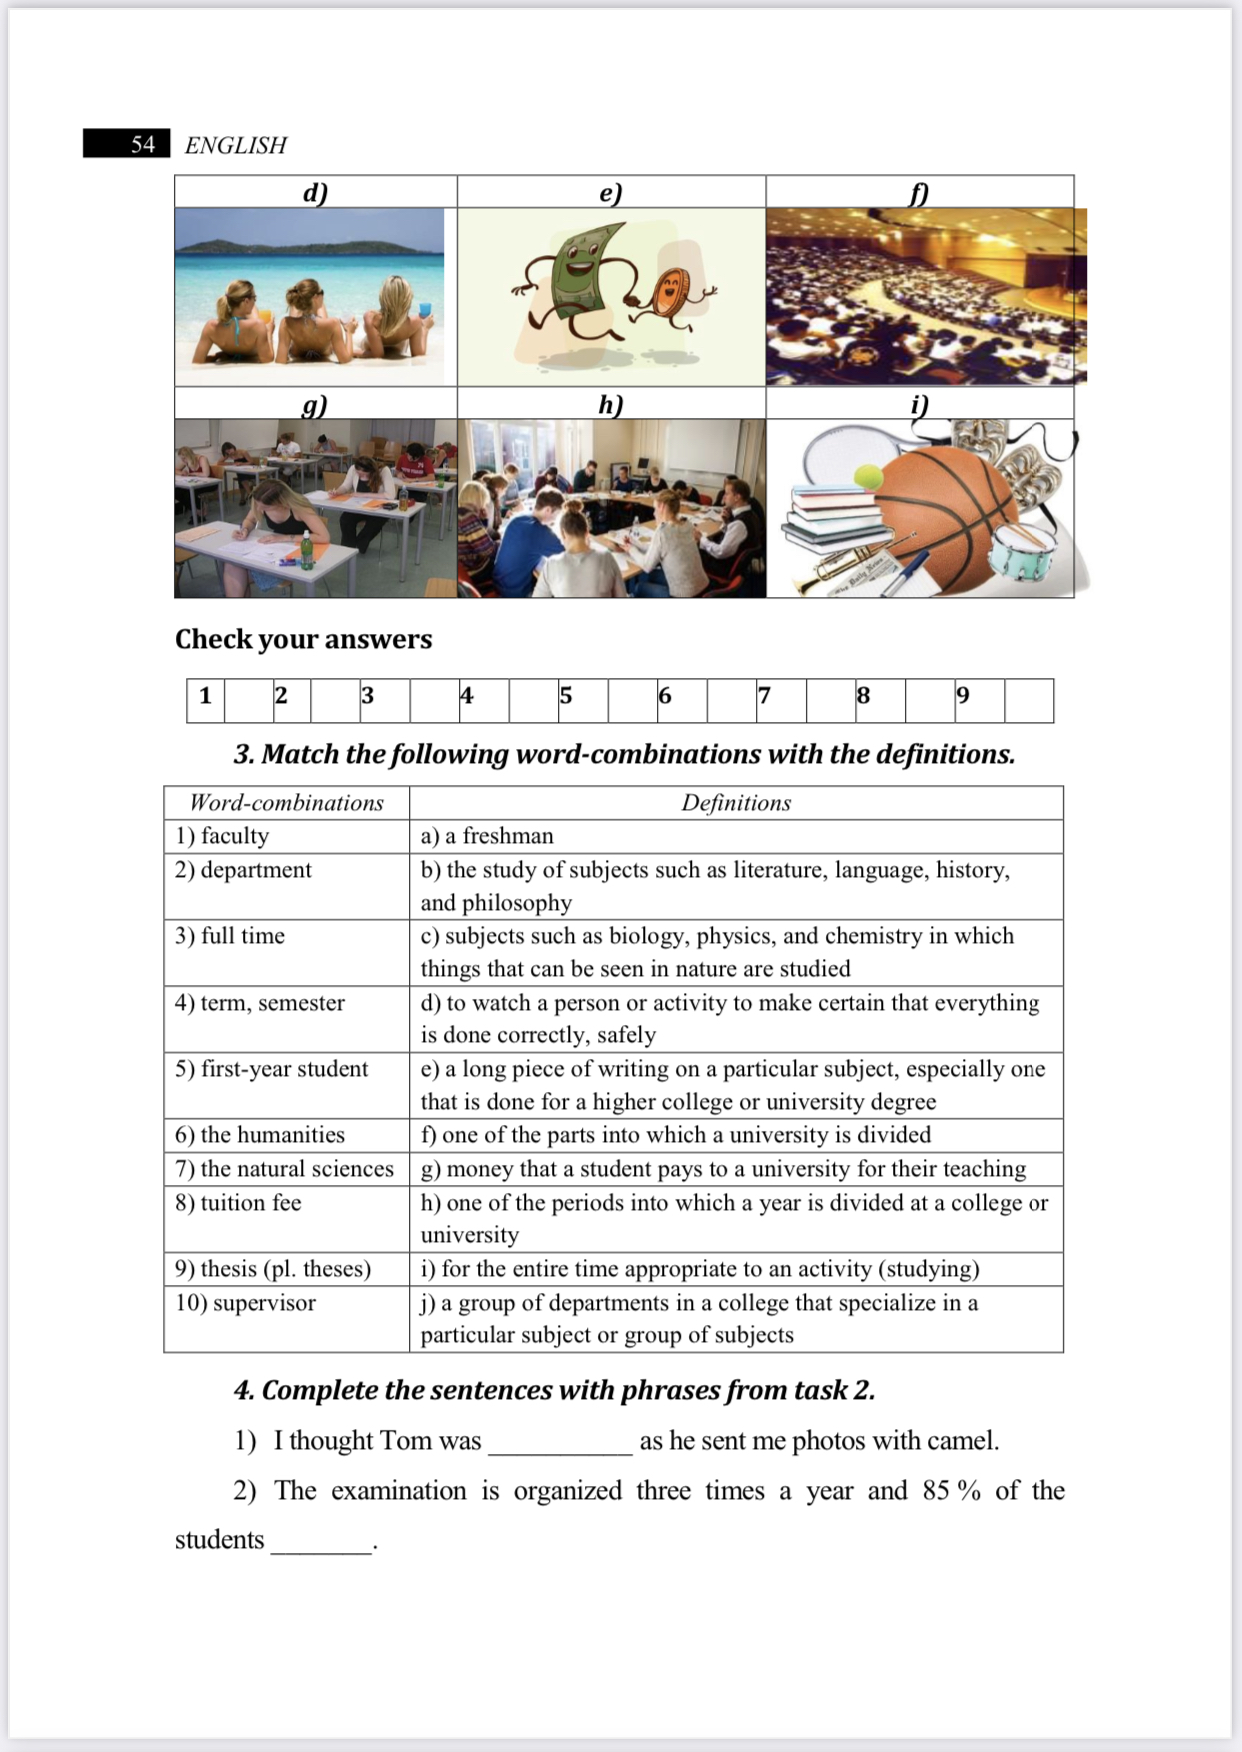 54 ENGLISH
d) e) f)
g) h) i)
Daily News
Check your answers
1 2 3 4 5 6 7 8 9
3. Match the following word-combinations with the definitions.
Word-combinations Definitions
1) faculty a) a freshman
2) department b) the study of subjects such as literature, language, history,
and philosophy
3) full time c) subjects such as biology, physics, and chemistry in which
things that can be seen in nature are studied
4) term, semester d) to watch a person or activity to make certain that everything
is done correctly, safely
5) first-year student e) a long piece of writing on a particular subject, especially one
that is done for a higher college or university degree
6) the humanities f) one of the parts into which a university is divided
7) the natural sciences g) money that a student pays to a university for their teaching
8) tuition fee h) one of the periods into which a year is divided at a college or
university
9) thesis (pl. theses) i) for the entire time appropriate to an activity (studying)
10) supervisor j) a group of departments in a college that specialize in a
particular subject or group of subjects
4. Complete the sentences with phrases from task 2.
1) I thought Tom was __________ as he sent me photos with camel.
2) The examination is organized three times a year and 85 % of the
students _______.